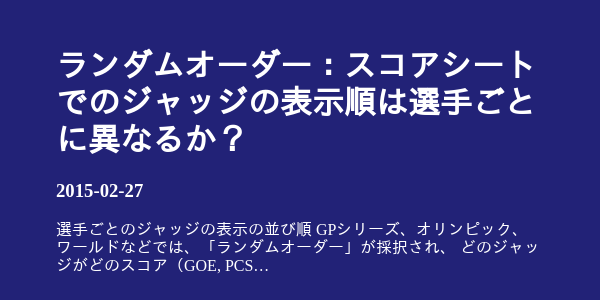 ランダムオーダー：スコアシート
でのジャッジの表示順は選手ごと
に異なるか？
2015-02-27
選手ごとのジャッジの表示の並び順 GPシリーズ、オリンピック、
ワールドなどでは、「ランダムオーダー」が採択され、 どのジャッ
ジがどのスコア（GOE, PCS…